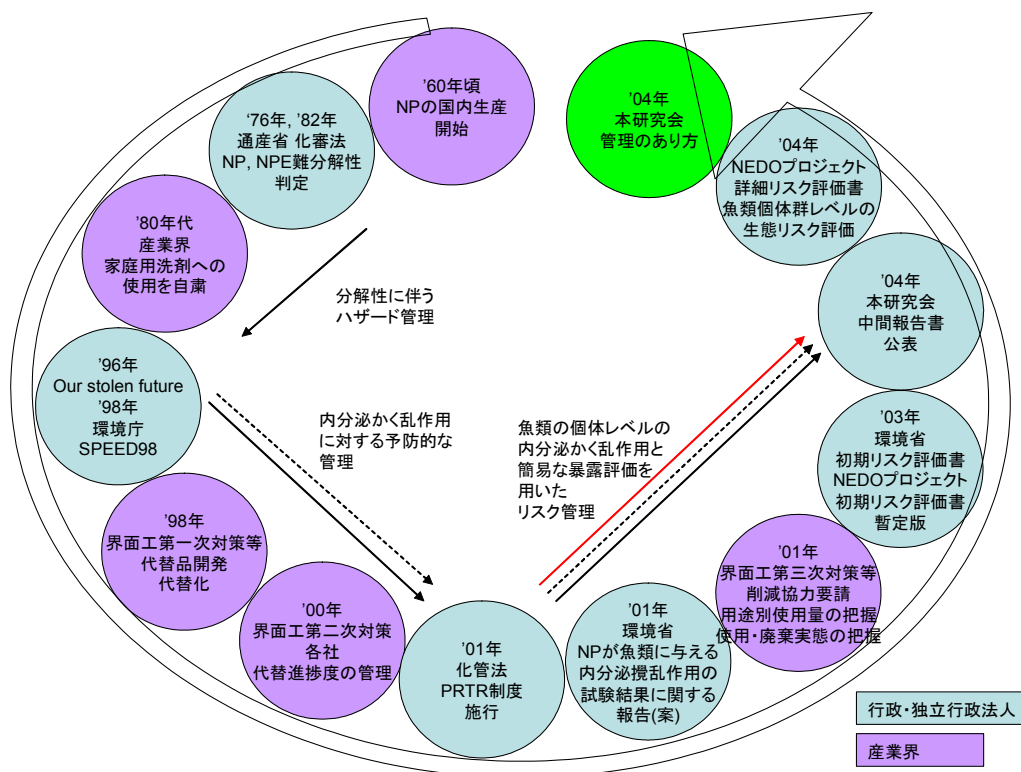 ’60年頃
NPの国内生産
開始
‘76年, ’82年
通産省 化審法
NP, NPE難分解性
判定
’80年代
産業界
家庭用洗剤への
使用を自粛
’96年
Our stolen future
’98年
環境庁
SPEED98
’98年
界面工第一次対策等
代替品開発
代替化
’00年
界面工第二次対策
各社
代替進捗度の管理
’01年
化管法
PRTR制度
施行
’01年
環境省
NPが魚類に与える
内分泌攪乱作用の
試験結果に関する
報告(案)
’01年
界面工第三次対策等
削減協力要請
用途別使用量の把握
使用・廃棄実態の把握
’03年
環境省
初期リスク評価書
NEDOプロジェクト
初期リスク評価書
暫定版
’04年
本研究会
中間報告書
公表
’04年
NEDOプロジェクト
詳細リスク評価書
魚類個体群レベルの
生態リスク評価
’04年
本研究会
管理のあり方
分解性に伴う
ハザード管理
内分泌かく乱作用
に対する予防的な
管理
魚類の個体レベルの
内分泌かく乱作用と
簡易な暴露評価を
用いた
リスク管理
行政・独立行政法人
産業界